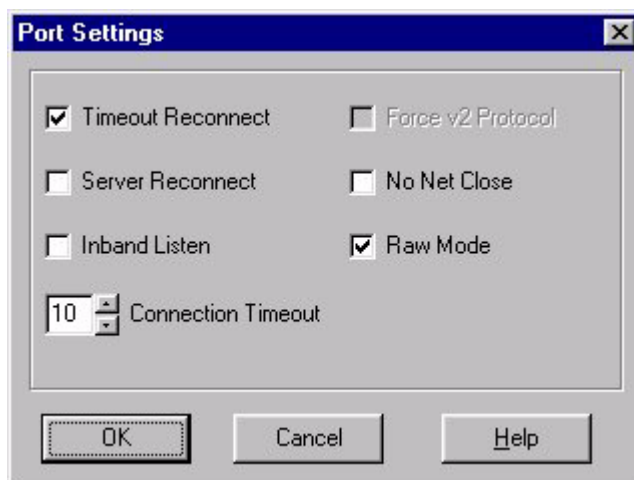 Port Settings
Timeout Reconnect
Force v2 Protocol
Server Reconnect
No Net Close
Inband Listen
Raw Mode
10 Connection Timeout
OK
Cancel
Help